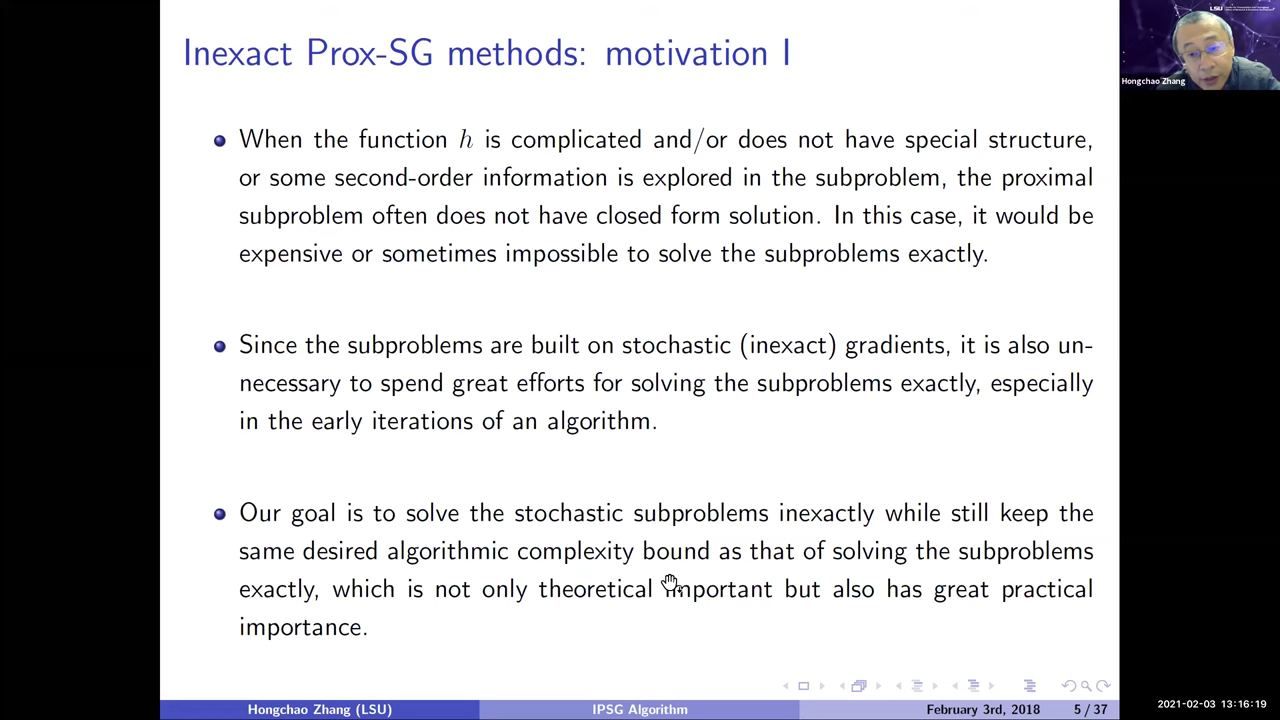 Inexact Prox-SG methods: motivation I
LSU
Hongchao Zhang
When the function h is complicated and/or does not have special structure,
or some second-order information is explored in the subproblem, the proximal
subproblem often does not have closed form solution. In this case, it would be
expensive or sometimes impossible to solve the subproblems exactly.
Since the subproblems are built on stochastic (inexact) gradients, it is also un-
necessary to spend great efforts for solving the subproblems exactly, especially
in the early iterations of an algorithm.
Our goal is to solve the stochastic subproblems inexactly while still keep the
same desired algorithmic complexity bound as that of solving the subproblems
exactly, which is not only theoretical important but also has great practical
importance.
Hongchao Zhang (LSU) IPSG Algorithm February 3rd, 2018 5 / 37
2021-02-03 13:16:19